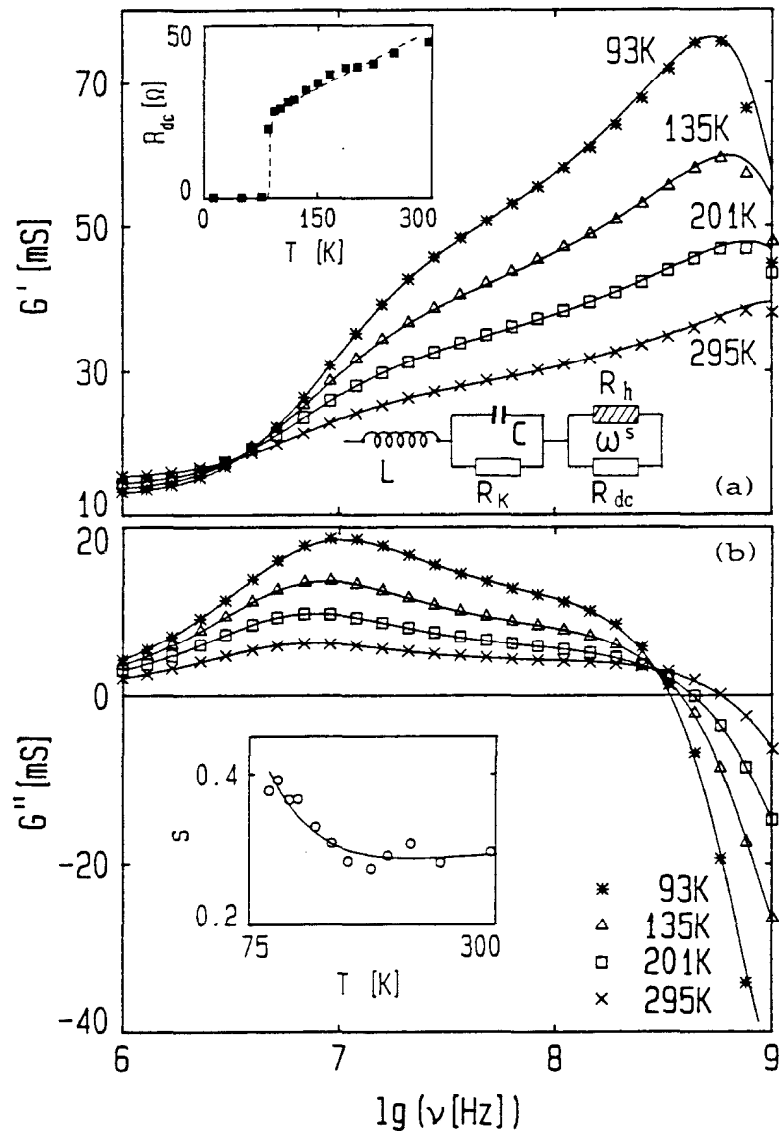 (a)
70
50
30
10
G' [mS]
50
0
R_dc [Ω]
0 150 300
T [K]
93K
135K
201K
295K
L
C
R_K
R_h
ω^s
R_dc
(b)
20
0
-20
-40
G'' [mS]
0.4
0.2
s
75 300
T [K]
93K
135K
201K
295K
6 7 8 9
lg(ν[Hz])